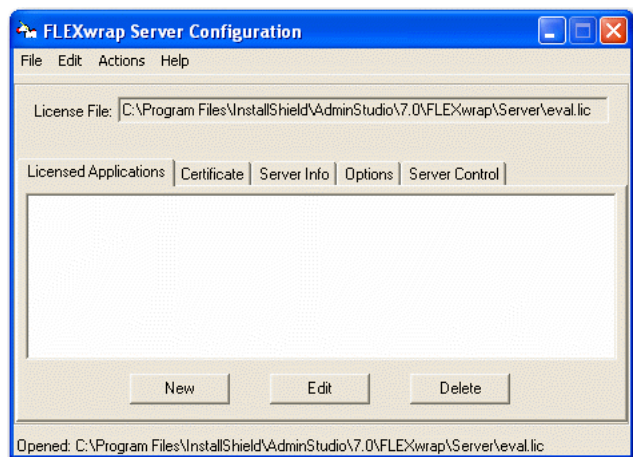 FLEXwrap Server Configuration
File Edit Actions Help
License File: C:\Program Files\InstallShield\AdminStudio\7.0\FLEXwrap\Server\eval.lic
Licensed Applications Certificate Server Info Options Server Control
New Edit Delete
Opened: C:\Program Files\InstallShield\AdminStudio\7.0\FLEXwrap\Server\eval.lic